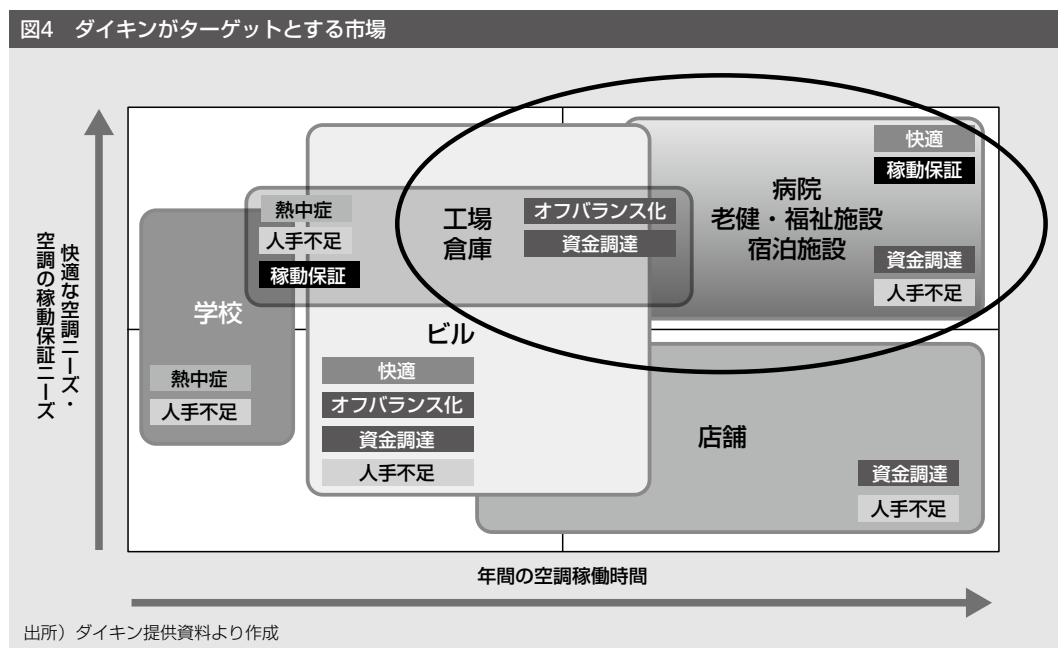 図4 ダイキンがターゲットとする市場
快適な空調ニーズ・
空調の稼動保証ニーズ
熱中症
人手不足
稼動保証
工場
倉庫
オフバランス化
資金調達
快適
稼動保証
病院
老健・福祉施設
宿泊施設
資金調達
人手不足
学校
熱中症
人手不足
ビル
快適
オフバランス化
資金調達
人手不足
店舗
資金調達
人手不足
年間の空調稼働時間
出所）ダイキン提供資料より作成